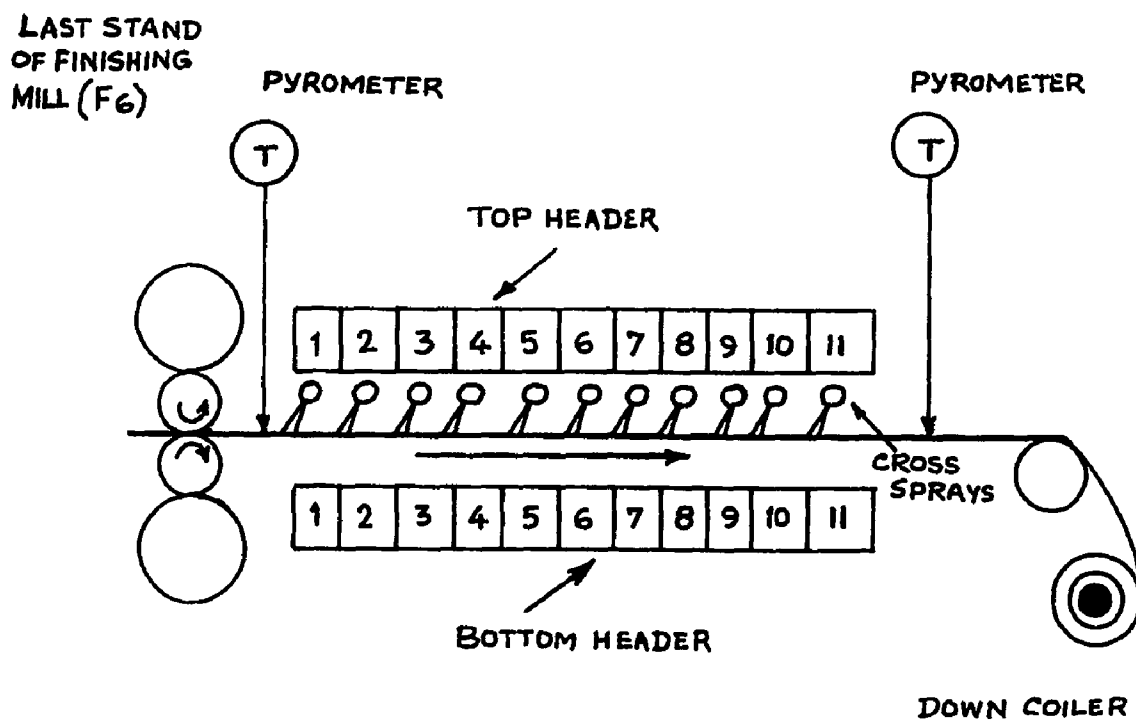 LAST STAND
OF FINISHING
MILL (F6)
PYROMETER
PYROMETER
T
T
TOP HEADER
1 2 3 4 5 6 7 8 9 10 11
CROSS
SPRAYS
1 2 3 4 5 6 7 8 9 10 11
BOTTOM HEADER
DOWN COILER